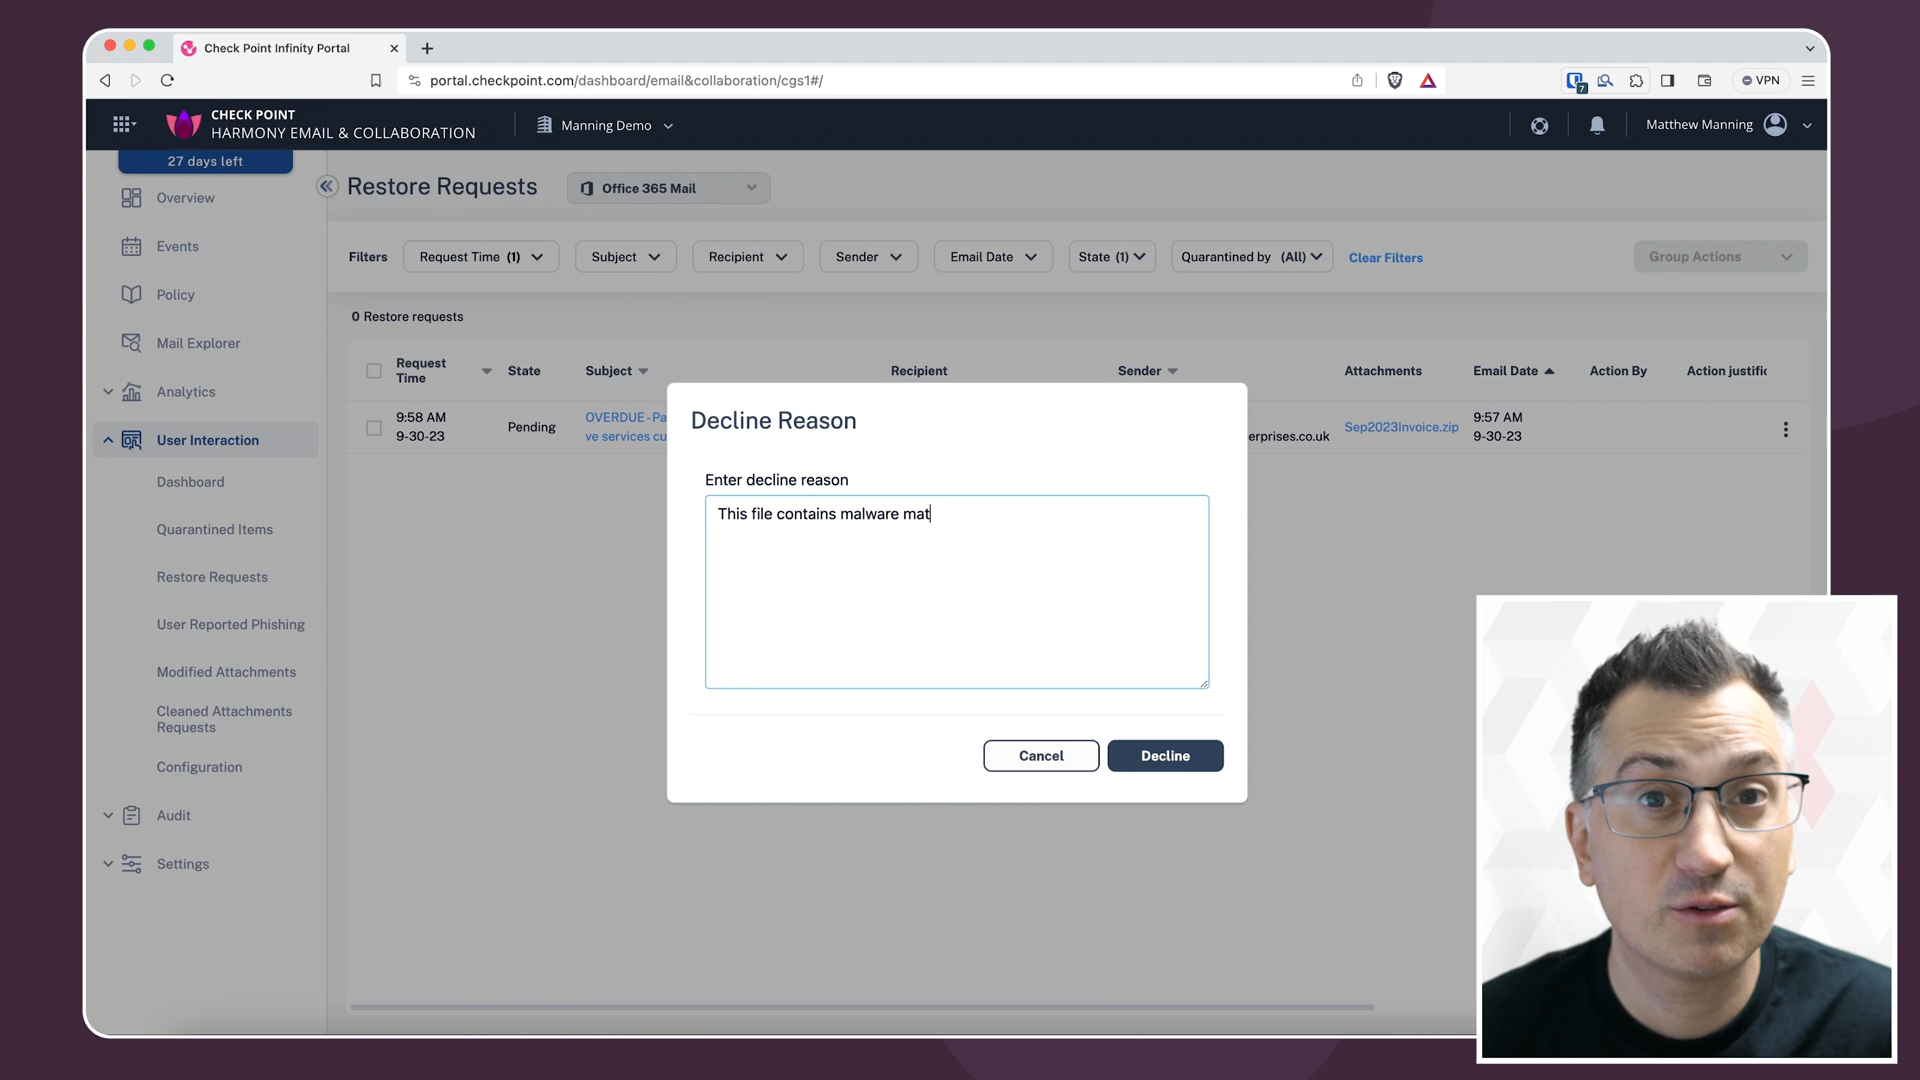 Check Point Infinity Portal
portal.checkpoint.com/dashboard/email&collaboration/cgs1#/
7
VPN
CHECK POINT
HARMONY EMAIL & COLLABORATION
Manning Demo
Matthew Manning
27 days left
Overview
Events
Policy
Mail Explorer
Analytics
User Interaction
Dashboard
Quarantined Items
Restore Requests
User Reported Phishing
Modified Attachments
Cleaned Attachments
Requests
Configuration
Audit
Settings
Restore Requests
Office 365 Mail
Filters
Request Time (1)
Subject
Recipient
Sender
Email Date
State (1)
Quarantined by (All)
Clear Filters
Group Actions
0 Restore requests
Request
Time
State
Subject
Recipient
Sender
Attachments
Email Date
Action By
Action justific
9:58 AM
9-30-23
Pending
OVERDUE - Pa
ve services cu
erprises.co.uk
Sep2023Invoice.zip
9:57 AM
9-30-23
Decline Reason
Enter decline reason
This file contains malware mat
Cancel
Decline